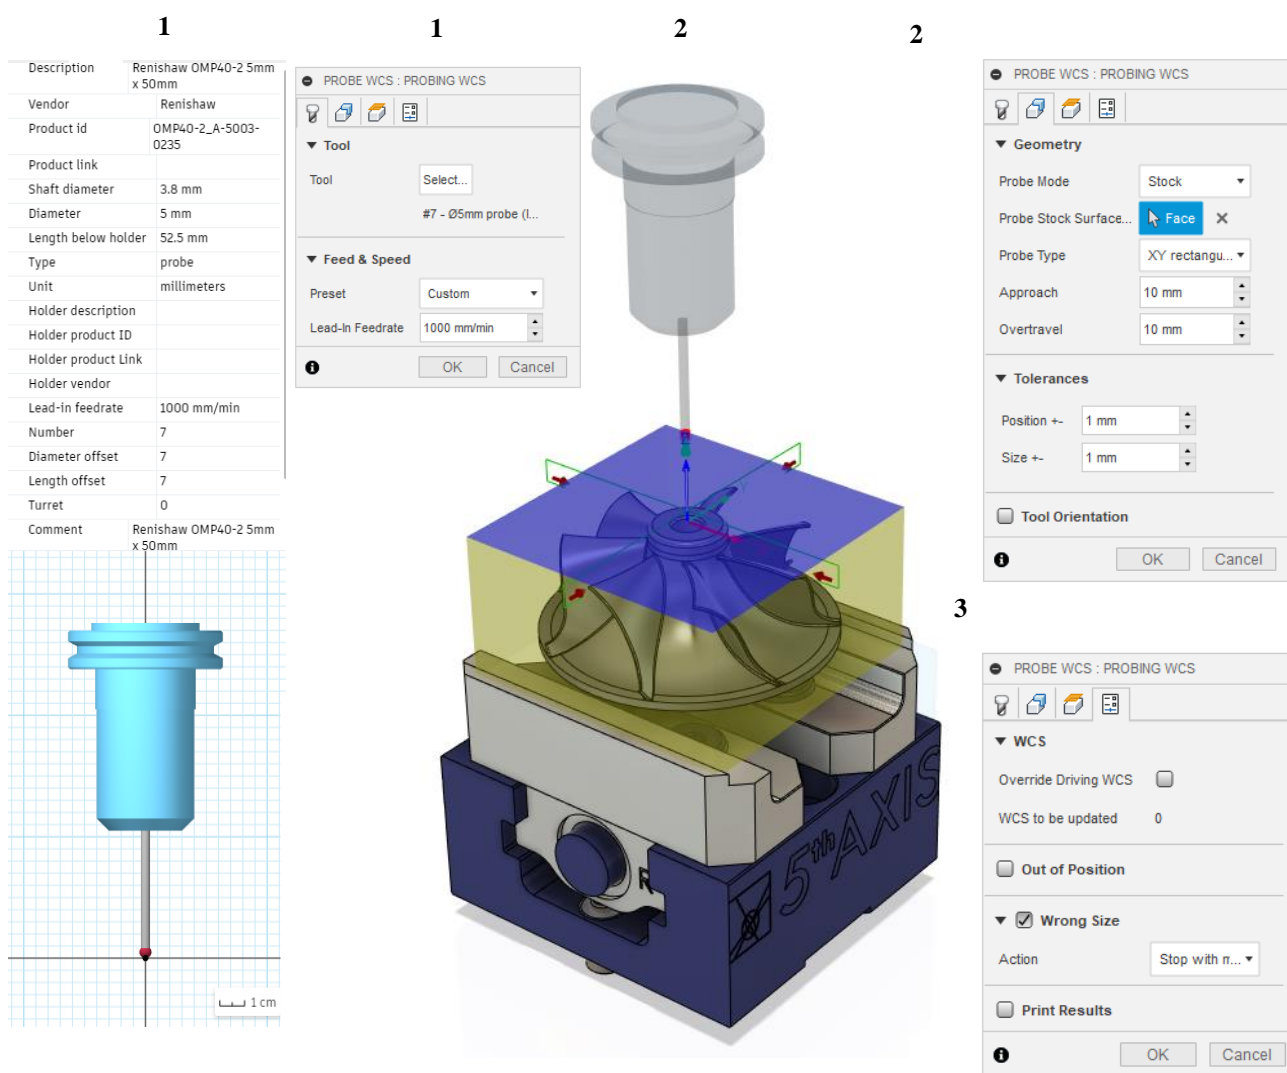 1
1
2
2
Description Renishaw OMP40-2 5mm
x 50mm
Vendor Renishaw
Product id OMP40-2_A-5003-
0235
Product link
Shaft diameter 3.8 mm
Diameter 5 mm
Length below holder 52.5 mm
Type probe
Unit millimeters
Holder description
Holder product ID
Holder product Link
Holder vendor
Lead-in feedrate 1000 mm/min
Number 7
Diameter offset 7
Length offset 7
Turret 0
Comment Renishaw OMP40-2 5mm
x 50mm
1 cm
PROBE WCS : PROBING WCS
Tool
Tool Select...
#7 - Ø5mm probe (I...
Feed & Speed
Preset Custom
Lead-In Feedrate 1000 mm/min
OK Cancel
Y
5th AXIS
R
PROBE WCS : PROBING WCS
Geometry
Probe Mode Stock
Probe Stock Surface... Face
Probe Type XY rectangu...
Approach 10 mm
Overtravel 10 mm
Tolerances
Position +- 1 mm
Size +- 1 mm
Tool Orientation
OK Cancel
3
PROBE WCS : PROBING WCS
WCS
Override Driving WCS
WCS to be updated 0
Out of Position
Wrong Size
Action Stop with m...
Print Results
OK Cancel